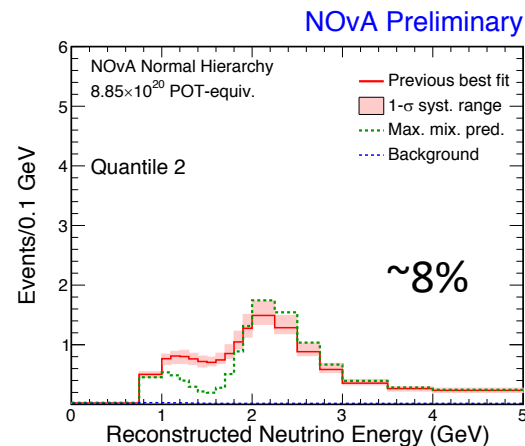 NOvA Preliminary
NOvA Normal Hierarchy
8.85×10²⁰ POT-equiv.
Previous best fit
1-σ syst. range
Max. mix. pred.
Background
Quantile 2
~8%
Events/0.1 GeV
6
5
4
3
2
1
0 1 2 3 4 5
Reconstructed Neutrino Energy (GeV)